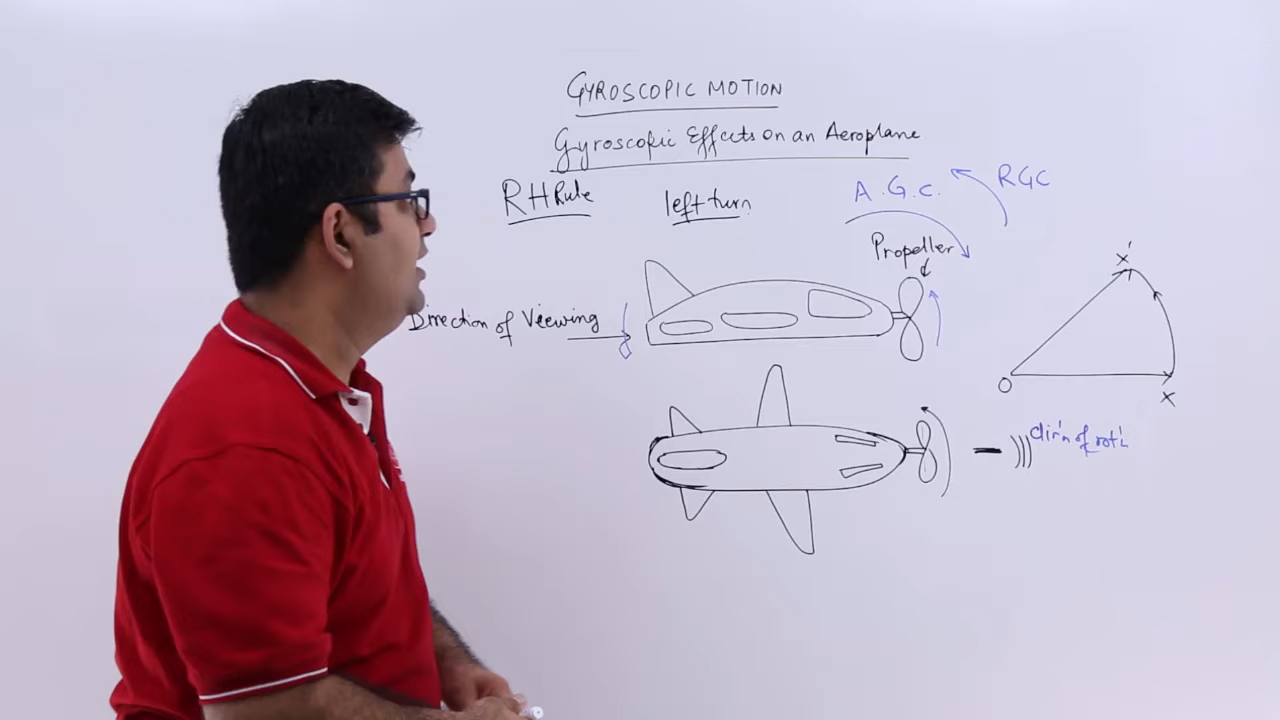 GYROSCOPIC MOTION
Gyroscopic Effects on an Aeroplane
RH Rule left turn A.G.C. RGC
Propeller
Direction of Viewing
X'
O X
dir'n of rot'n